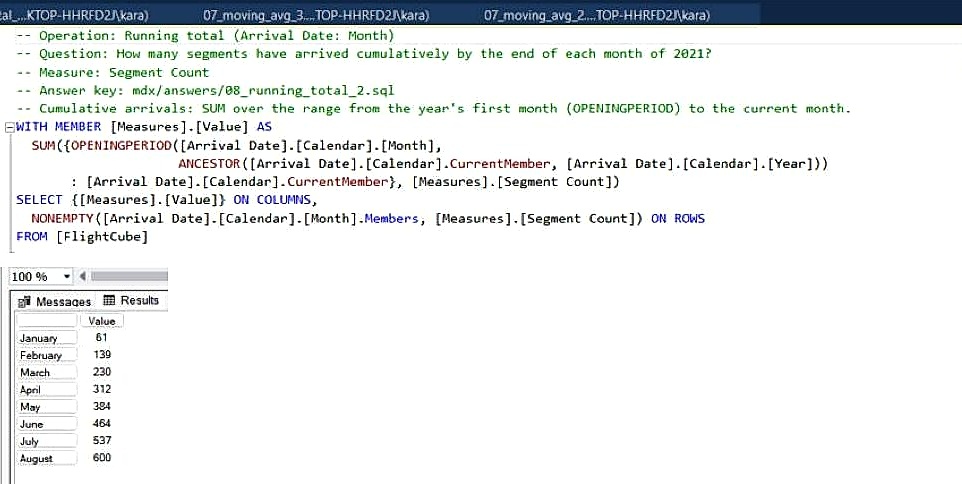 al_...KTOP-HHRFD2J\kara) 07_moving_avg_3....TOP-HHRFD2J\kara) 07_moving_avg_2....TOP-HHRFD2J\kara)
-- Operation: Running total (Arrival Date: Month)
-- Question: How many segments have arrived cumulatively by the end of each month of 2021?
-- Measure: Segment Count
-- Answer key: mdx/answers/08_running_total_2.sql
-- Cumulative arrivals: SUM over the range from the year's first month (OPENINGPERIOD) to the current month.
WITH MEMBER [Measures].[Value] AS
SUM({OPENINGPERIOD([Arrival Date].[Calendar].[Month],
ANCESTOR([Arrival Date].[Calendar].CurrentMember, [Arrival Date].[Calendar].[Year]))
: [Arrival Date].[Calendar].CurrentMember}, [Measures].[Segment Count])
SELECT {[Measures].[Value]} ON COLUMNS,
NONEMPTY([Arrival Date].[Calendar].[Month].Members, [Measures].[Segment Count]) ON ROWS
FROM [FlightCube]
100 %
Messages Results
Value
January 61
February 139
March 230
April 312
May 384
June 464
July 537
August 600